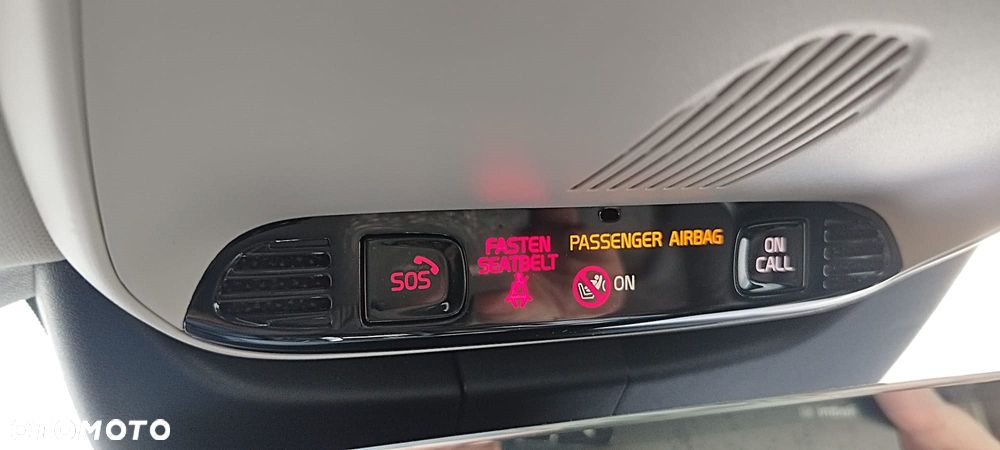 SOS
FASTEN
SEATBELT
PASSENGER AIRBAG
ON
ON
CALL
OTOMOTO